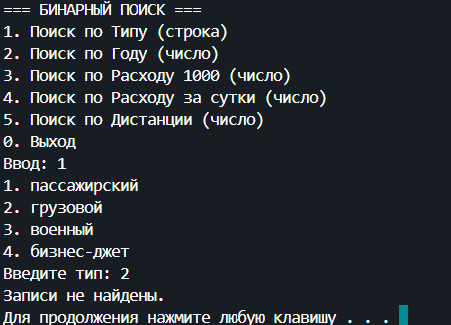 === БИНАРНЫЙ ПОИСК ===
1. Поиск по Типу (строка)
2. Поиск по Году (число)
3. Поиск по Расходу 1000 (число)
4. Поиск по Расходу за сутки (число)
5. Поиск по Дистанции (число)
0. Выход
Ввод: 1
1. пассажирский
2. грузовой
3. военный
4. бизнес-джет
Введите тип: 2
Записи не найдены.
Для продолжения нажмите любую клавишу . . .